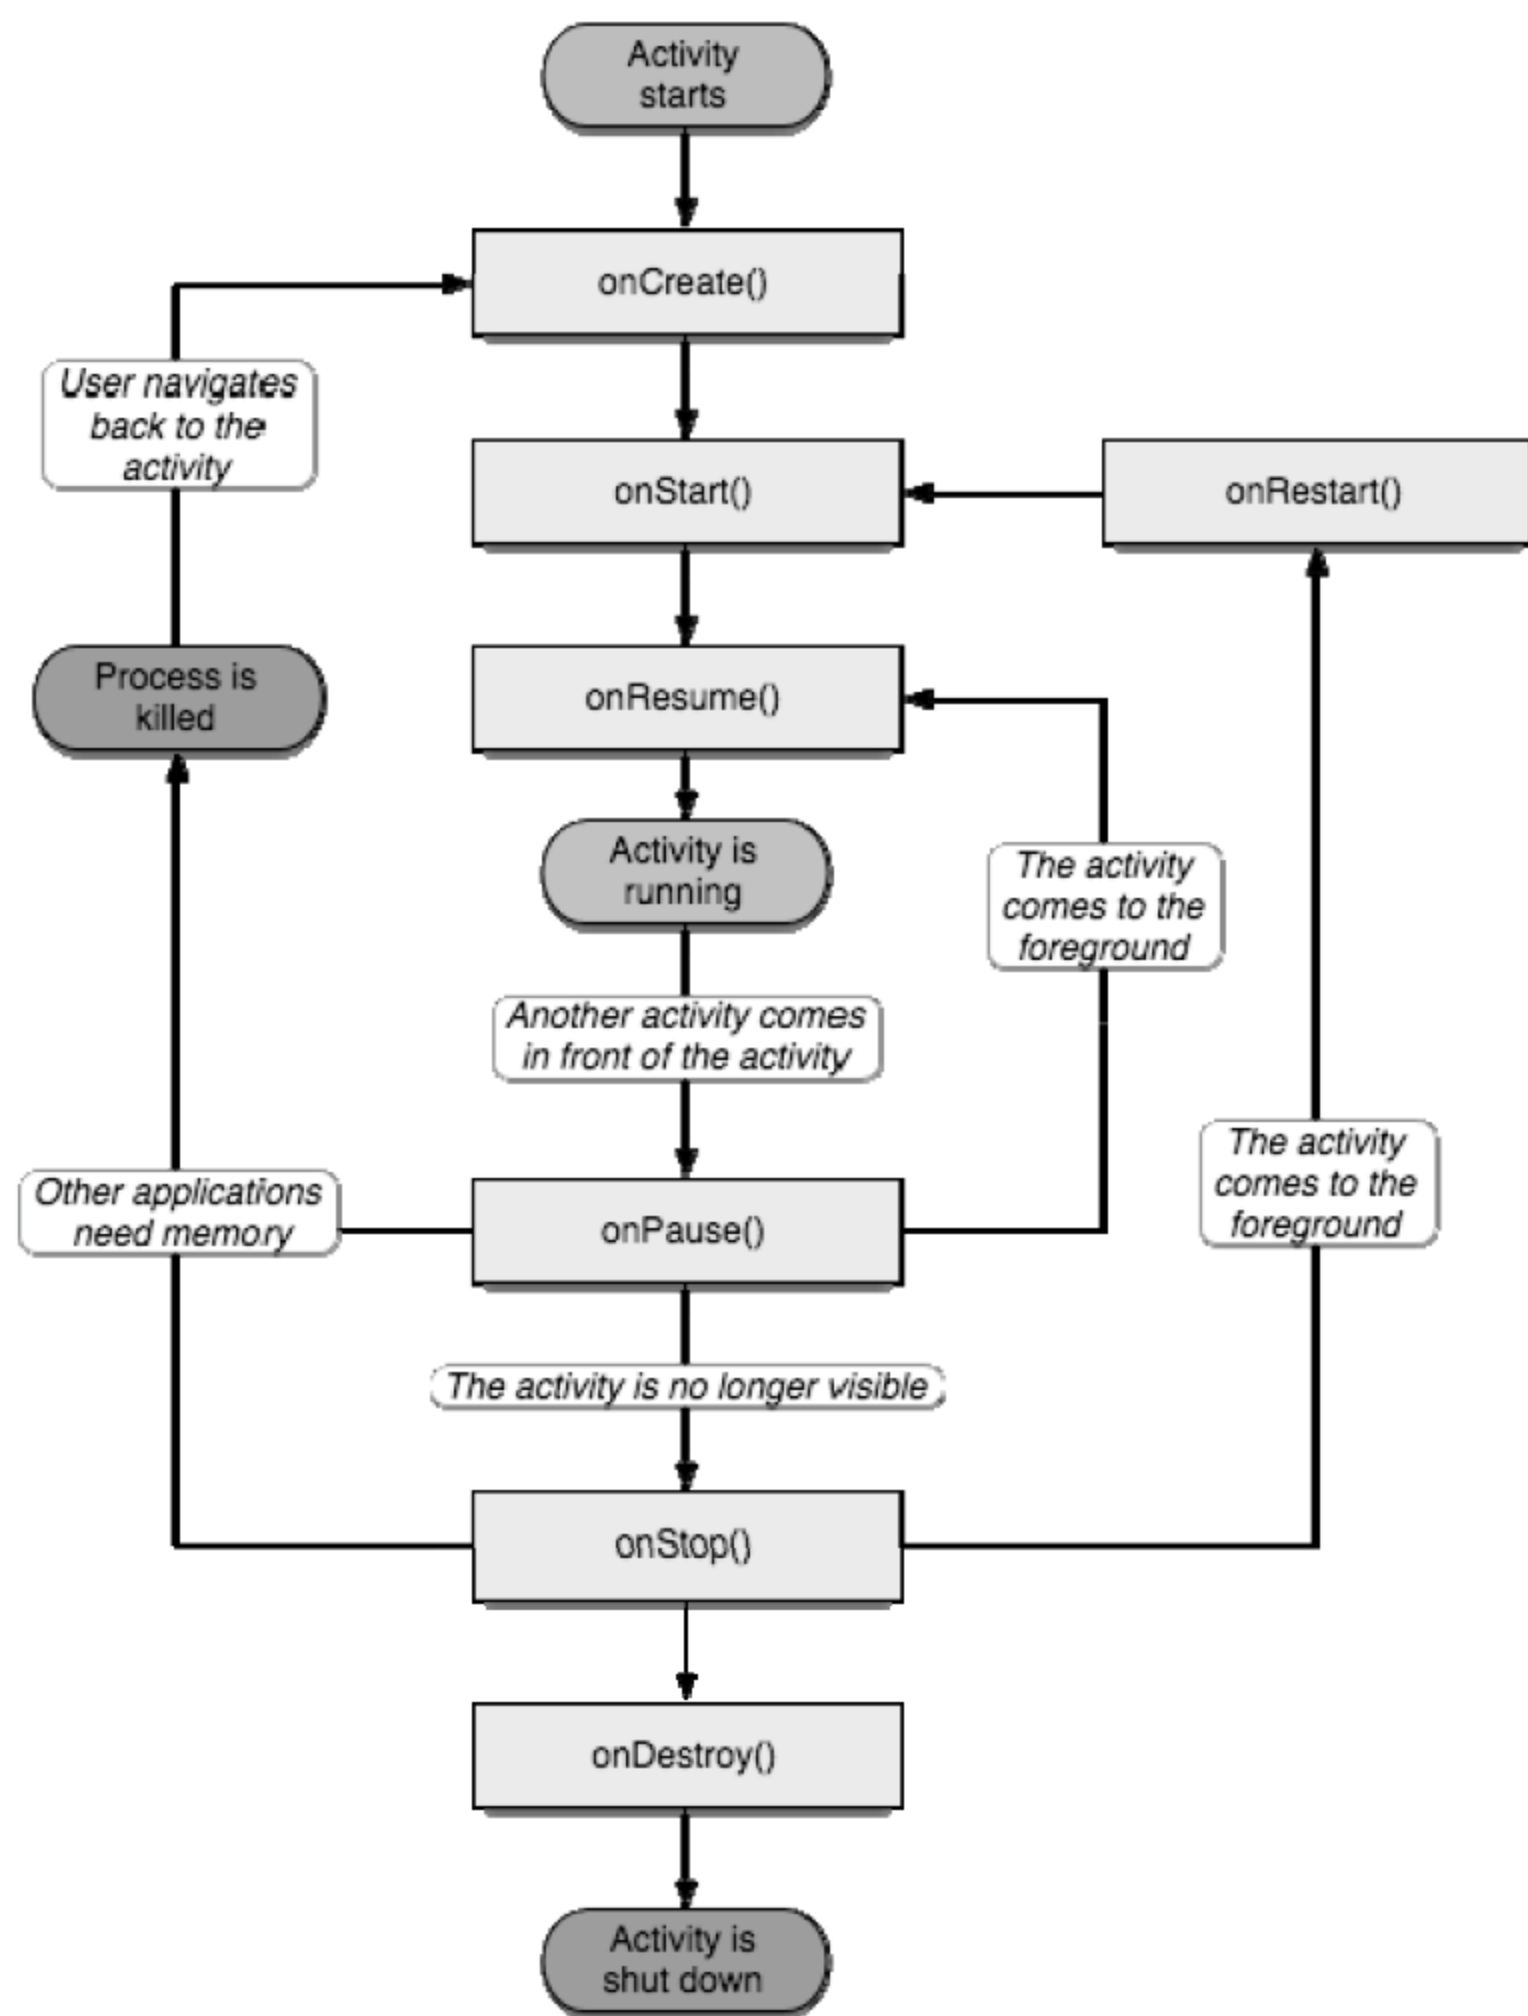 Activity
starts
onCreate()
User navigates
back to the
activity
onStart()
onRestart()
Process is
killed
onResume()
Activity is
running
The activity
comes to the
foreground
Another activity comes
in front of the activity
The activity
comes to the
foreground
Other applications
need memory
onPause()
The activity is no longer visible
onStop()
onDestroy()
Activity is
shut down